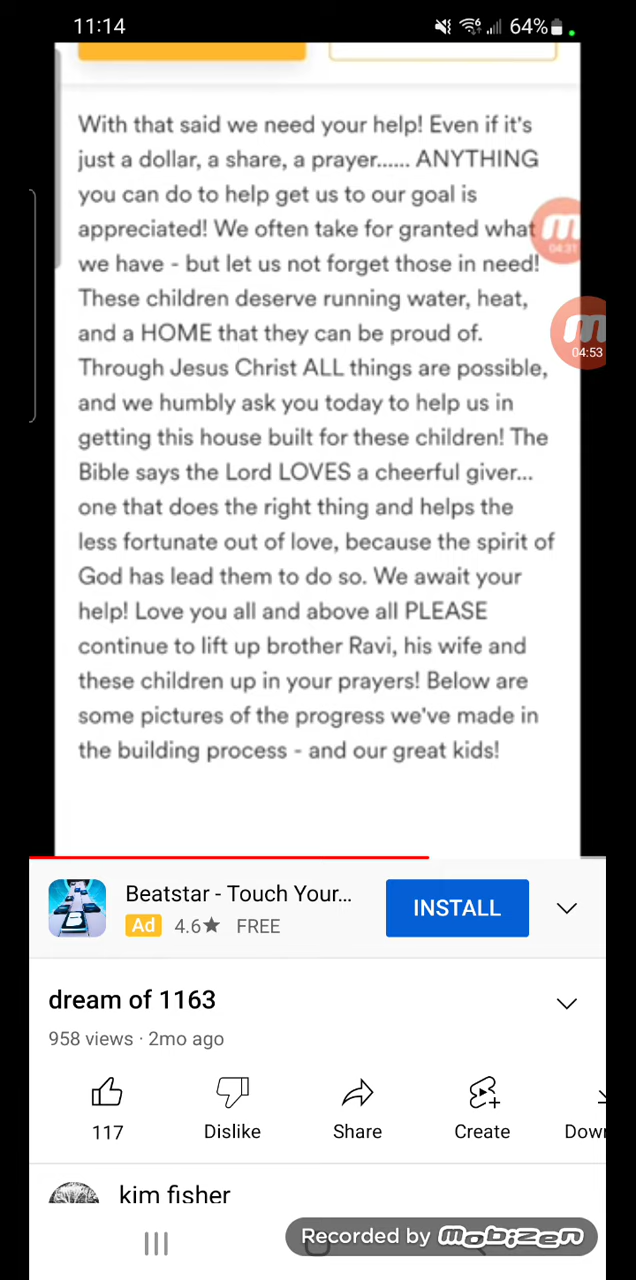 11:14
64%
With that said we need your help! Even if it's
just a dollar, a share, a prayer...... ANYTHING
you can do to help get us to our goal is
appreciated! We often take for granted what
we have - but let us not forget those in need!
These children deserve running water, heat,
and a HOME that they can be proud of.
Through Jesus Christ ALL things are possible,
and we humbly ask you today to help us in
getting this house built for these children! The
Bible says the Lord LOVES a cheerful giver...
one that does the right thing and helps the
less fortunate out of love, because the spirit of
God has lead them to do so. We await your
help! Love you all and above all PLEASE
continue to lift up brother Ravi, his wife and
these children up in your prayers! Below are
some pictures of the progress we've made in
the building process - and our great kids!
04:31
04:53
Beatstar - Touch Your...
INSTALL
Ad 4.6★ FREE
dream of 1163
958 views · 2mo ago
117 Dislike Share Create Down
kim fisher
Recorded by mobizen